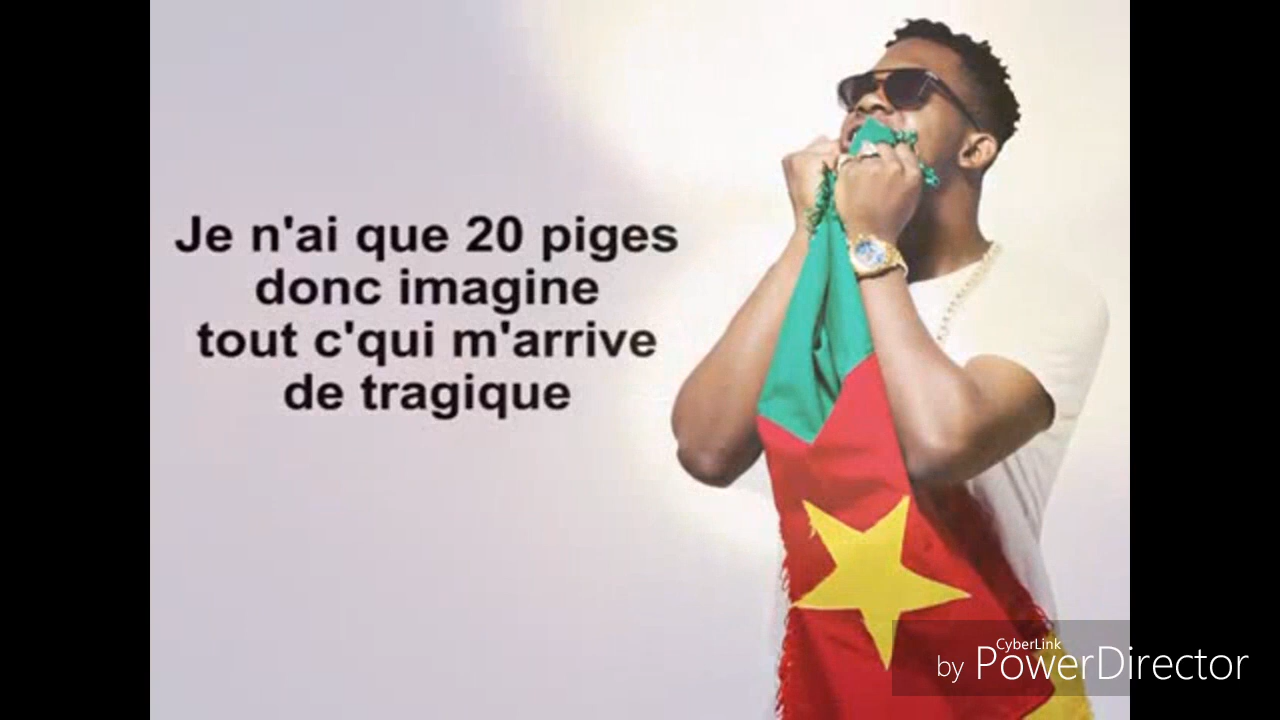 Je n'ai que 20 piges
donc imagine
tout c'qui m'arrive
de tragique
CyberLink
by PowerDirector